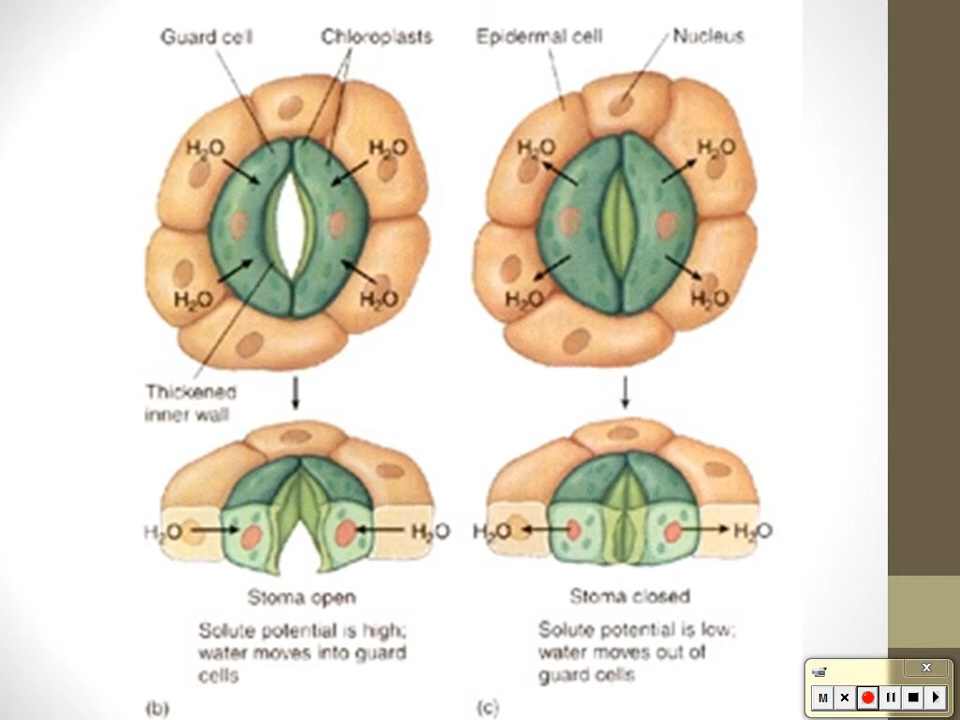 Guard cell
Chloroplasts
Epidermal cell
Nucleus
H₂O
H₂O
H₂O
H₂O
H₂O
H₂O
H₂O
H₂O
Thickened
inner wall
H₂O
H₂O
H₂O
H₂O
Stoma open
Stoma closed
Solute potential is high;
water moves into guard
cells
Solute potential is low;
water moves out of
guard cells
(b)
(c)
M